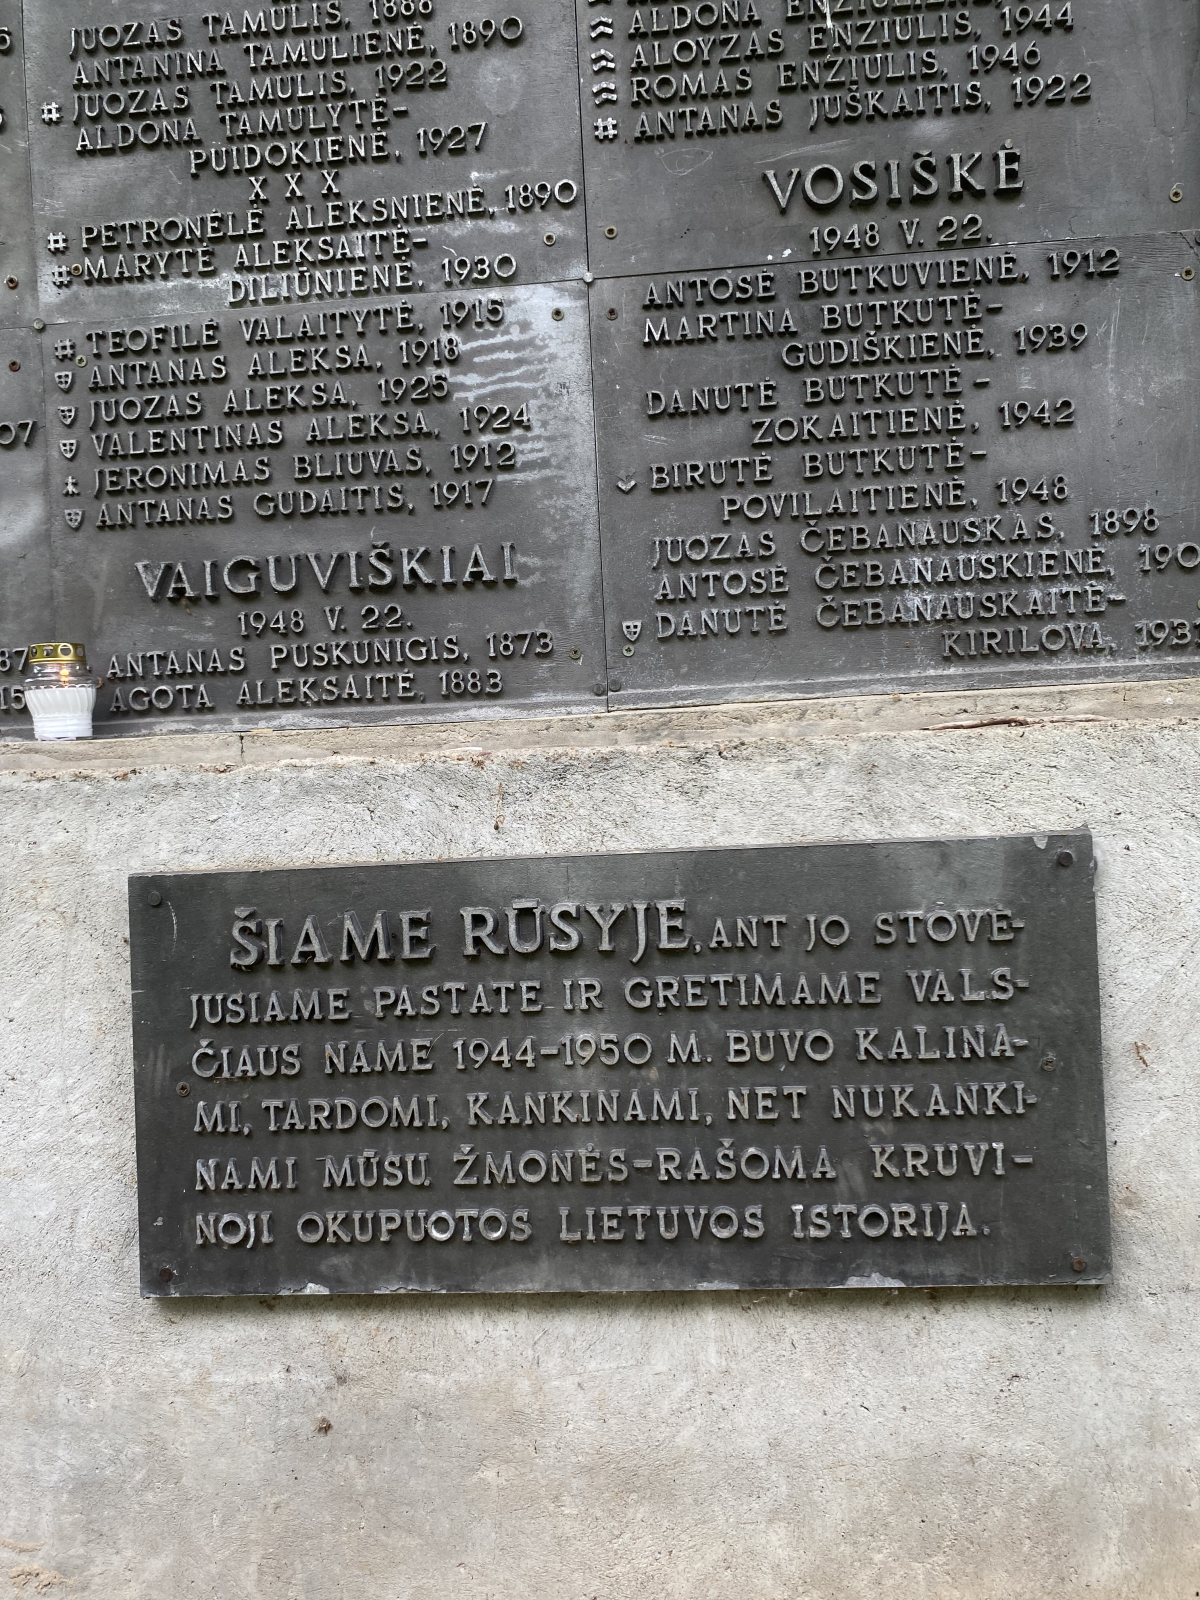 JUOZAS TAMULIS, 1888
ANTANINA TAMULIENĖ, 1890
JUOZAS TAMULIS, 1922
ALDONA TAMULYTĖ-
PUIDOKIENĖ, 1927
X X X
PETRONĖLĖ ALEKSNIENĖ, 1890
MARYTĖ ALEKSAITĖ-
DILIŪNIENĖ, 1930
TEOFILĖ VALAITYTĖ, 1915
ANTANAS ALEKSA, 1918
JUOZAS ALEKSA, 1925
VALENTINAS ALEKSA, 1924
JERONIMAS BLIUVAS, 1912
ANTANAS GUDAITIS, 1917
VAIGUVIŠKIAI
1948 V. 22.
ANTANAS PUSKUNIGIS, 1873
AGOTA ALEKSAITĖ, 1883
ALDONA ENZIULIENĖ,
ALOYZAS ENZIULIS, 1944
ROMAS ENZIULIS, 1946
ANTANAS JUŠKAITIS, 1922
VOSIŠKĖ
1948 V. 22.
ANTOSĖ BUTKUVIENĖ, 1912
MARTINA BUTKUTĖ-
GUDIŠKIENĖ, 1939
DANUTĖ BUTKUTĖ-
ZOKAITIENĖ, 1942
BIRUTĖ BUTKUTĖ-
POVILAITIENĖ, 1948
JUOZAS ČEBANAUSKAS, 1898
ANTOSĖ ČEBANAUSKIENĖ, 190
DANUTĖ ČEBANAUSKAITĖ-
KIRILOVA, 1931
ŠIAME RŪSYJE, ANT JO STOVĖ-
JUSIAME PASTATE IR GRETIMAME VALS-
ČIAUS NAME 1944-1950 M. BUVO KALINA-
MI, TARDOMI, KANKINAMI, NET NUKANKI-
NAMI MŪSŲ ŽMONĖS-RAŠOMA KRUVI-
NOJI OKUPUOTOS LIETUVOS ISTORIJA.